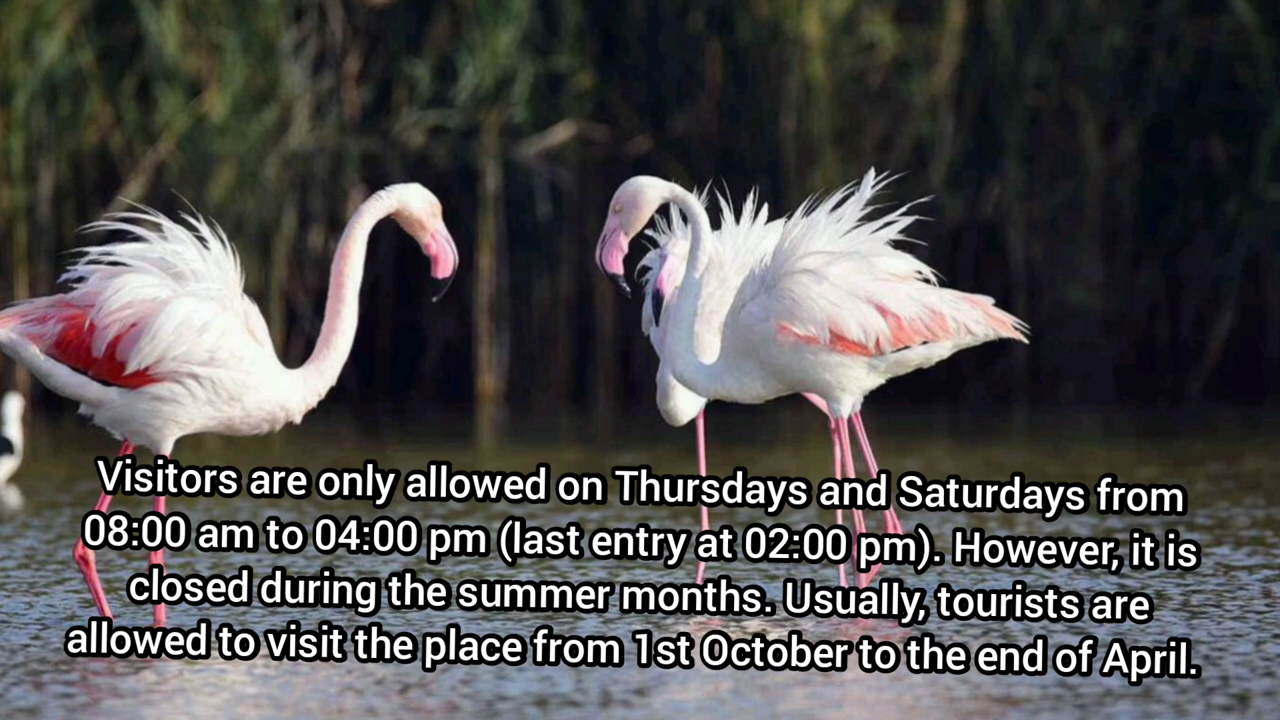 Visitors are only allowed on Thursdays and Saturdays from
08:00 am to 04:00 pm (last entry at 02:00 pm). However, it is
closed during the summer months. Usually, tourists are
allowed to visit the place from 1st October to the end of April.